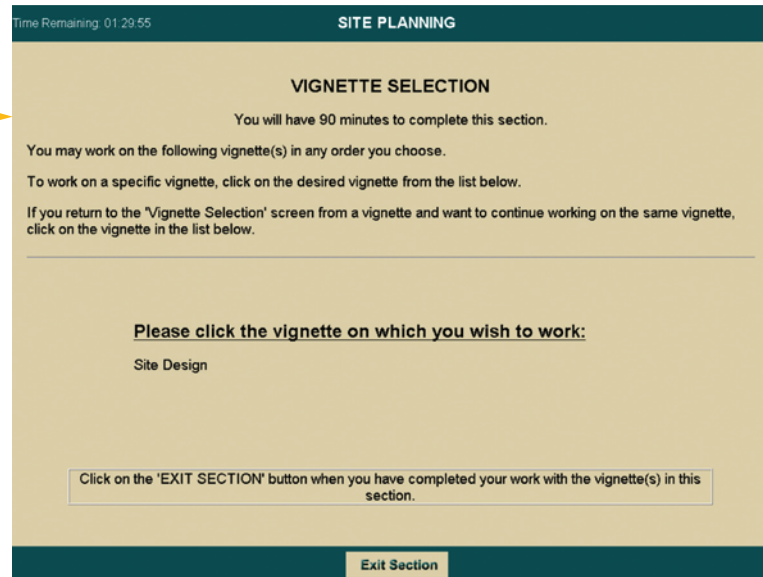 Time Remaining: 01:29:55
SITE PLANNING
VIGNETTE SELECTION
You will have 90 minutes to complete this section.
You may work on the following vignette(s) in any order you choose.
To work on a specific vignette, click on the desired vignette from the list below.
If you return to the 'Vignette Selection' screen from a vignette and want to continue working on the same vignette,
click on the vignette in the list below.
Please click the vignette on which you wish to work:
Site Design
Click on the 'EXIT SECTION' button when you have completed your work with the vignette(s) in this
section.
Exit Section